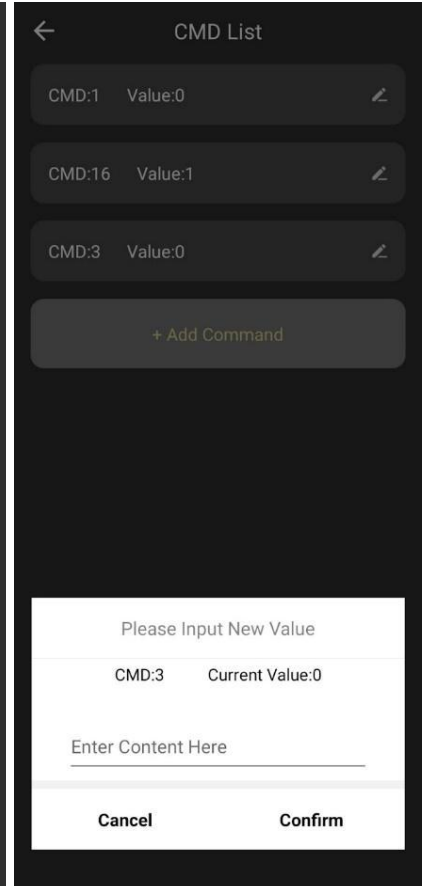 CMD List
CMD:1 Value:0
CMD:16 Value:1
CMD:3 Value:0
+ Add Command
Please Input New Value
CMD:3 Current Value:0
Enter Content Here
Cancel Confirm